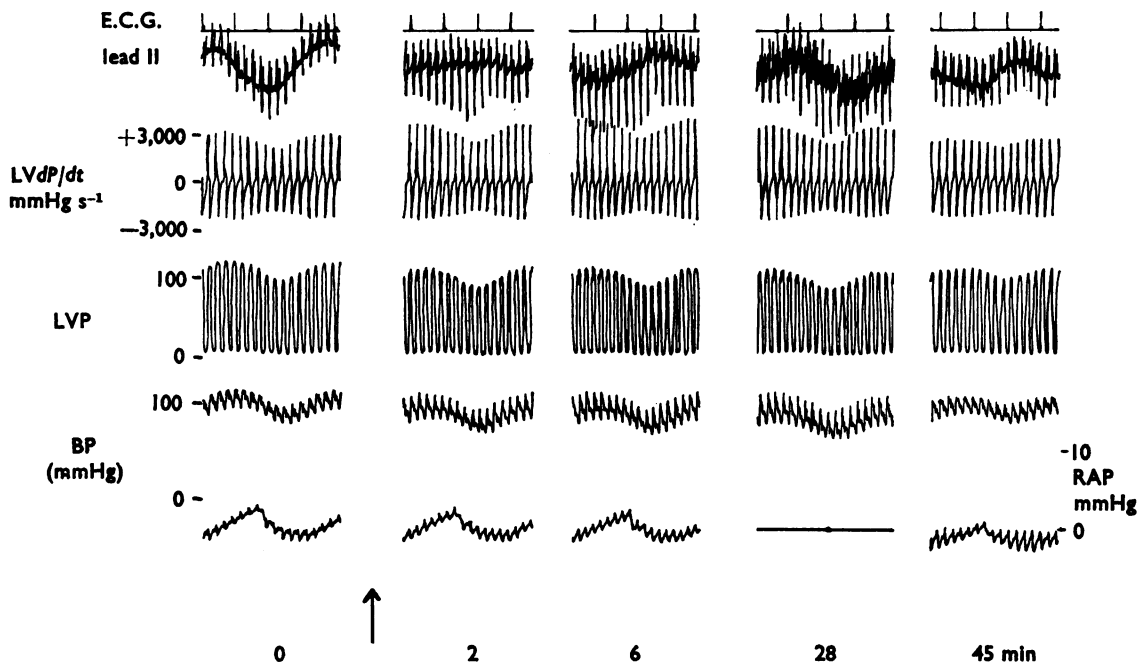 E.C.G.
lead II
+3,000
LVdP/dt
0
mmHg s⁻¹
—3,000
100
LVP
0
100
BP
(mmHg)
0
-10
RAP
mmHg
0
0 2 6 28 45 min